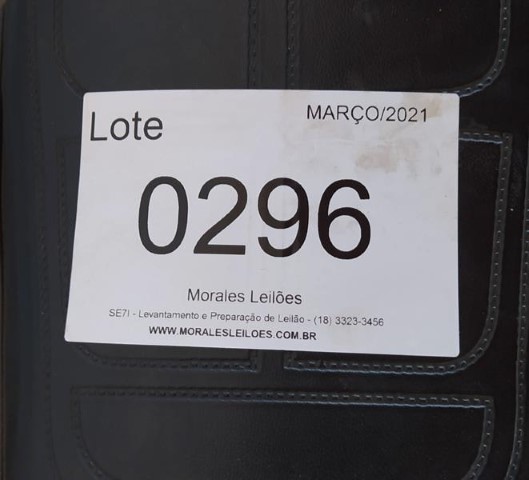 Lote
MARÇO/2021
0296
Morales Leilões
SE7I - Levantamento e Preparação de Leilão - (18) 3323-3456
WWW.MORALESLEILOES.COM.BR